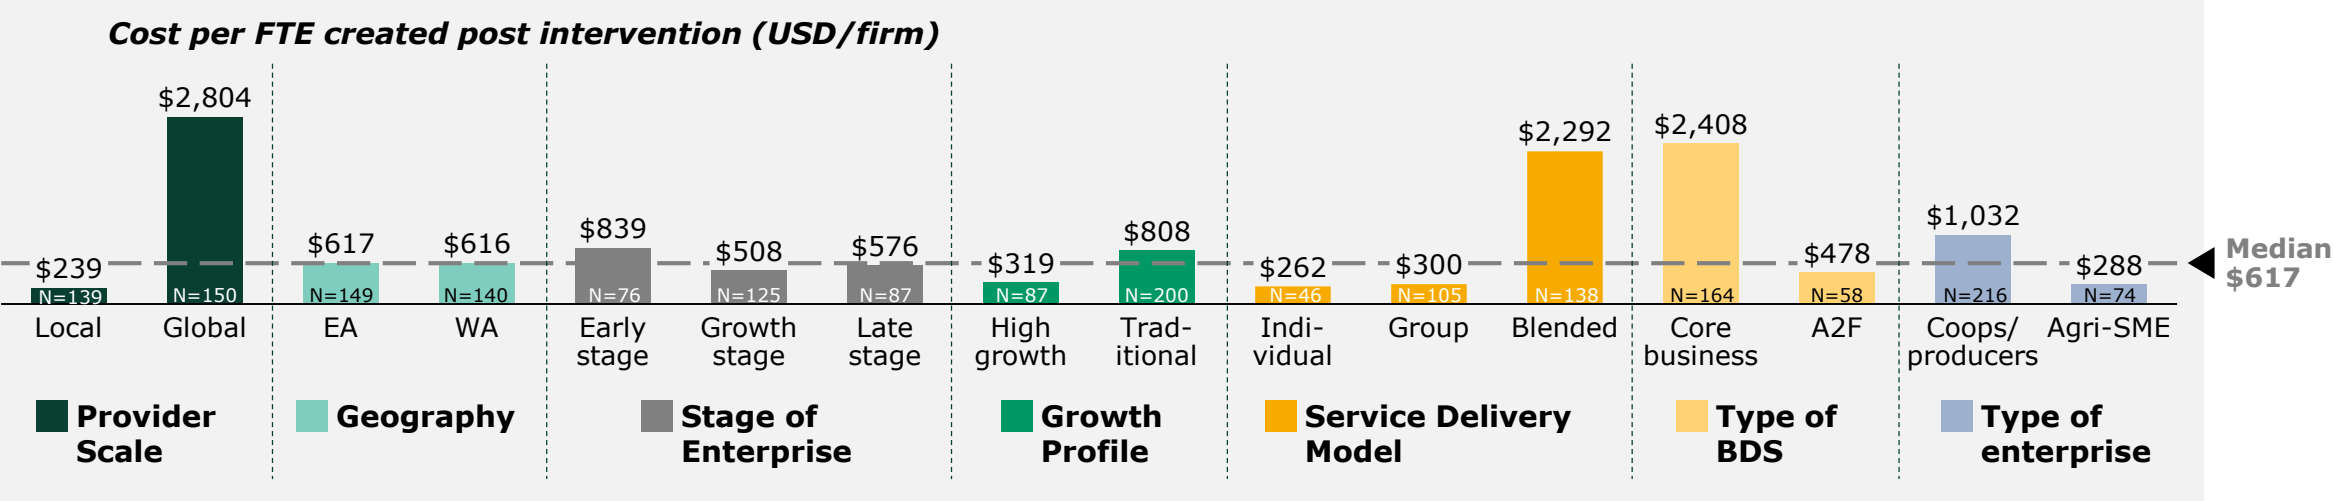 Cost per FTE created post intervention (USD/firm)
$239
$2,804
$617
$616
$839
$508
$576
$319
$808
$262
$300
$2,292
$2,408
$478
$1,032
$288
Median
$617
N=139
N=150
N=149
N=140
N=76
N=125
N=87
N=87
N=200
N=46
N=105
N=138
N=164
N=58
N=216
N=74
Local
Global
EA
WA
Early
stage
Growth
stage
Late
stage
High
growth
Trad-
itional
Indi-
vidual
Group
Blended
Core
business
A2F
Coops/
producers
Agri-SME
Provider
Scale
Geography
Stage of
Enterprise
Growth
Profile
Service Delivery
Model
Type of
BDS
Type of
enterprise